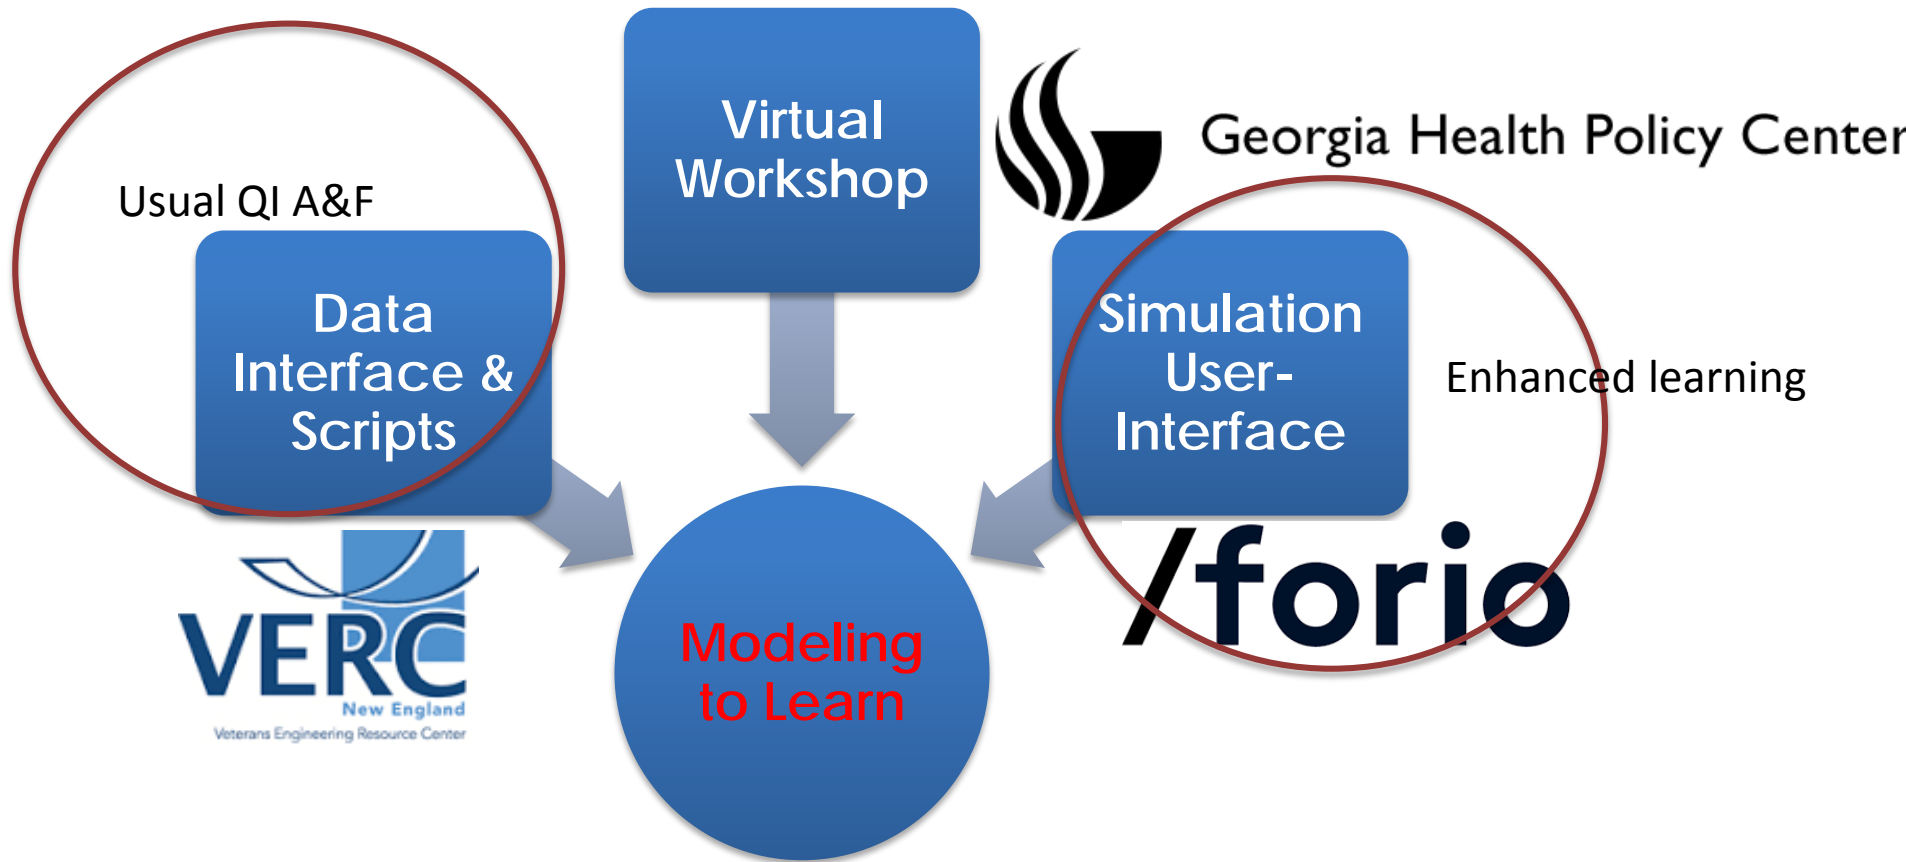 Virtual
Workshop
Georgia Health Policy Center
Usual QI A&F
Data
Interface &
Scripts
Simulation
User-
Interface
Enhanced learning
VERC
New England
Veterans Engineering Resource Center
/forio
Modeling
to Learn